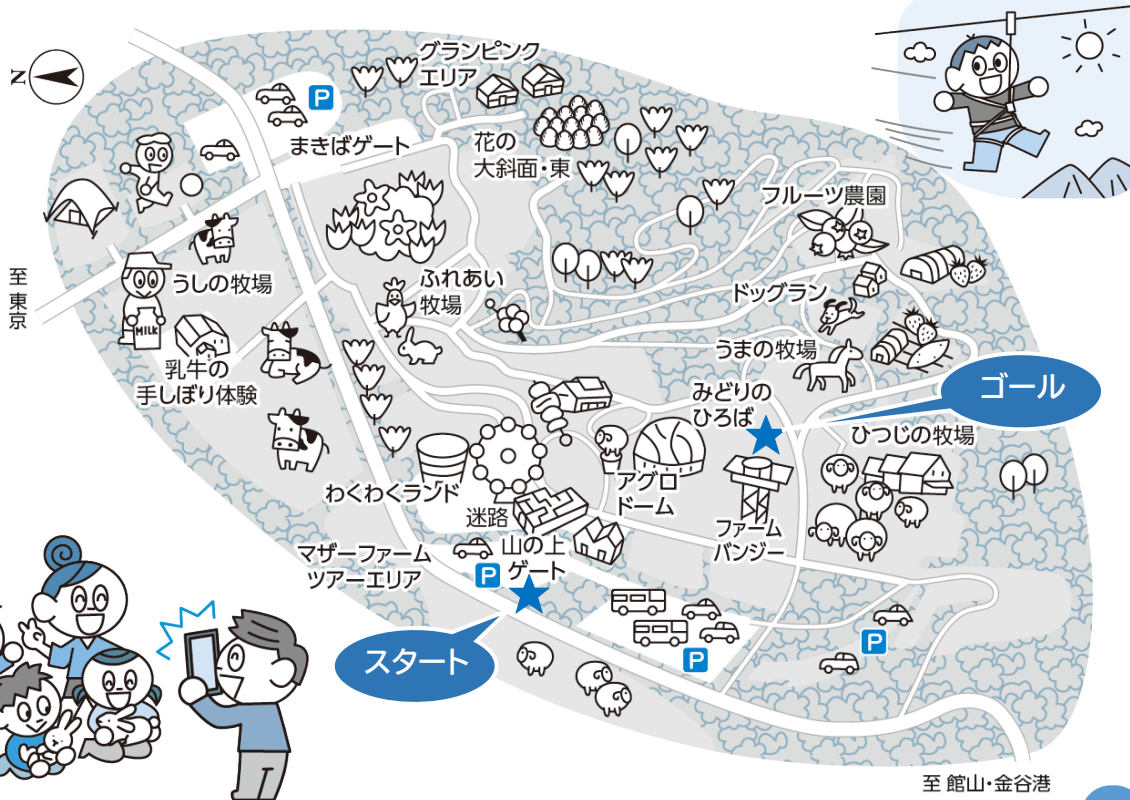 グランピング
エリア
N
P
まきばゲート
花の
大斜面・東
フルーツ農園
至
東
京
うしの牧場
ふれあい
牧場
ドッグラン
MILK
うまの牧場
乳牛の
手しぼり体験
みどりの
ひろば
ゴール
ひつじの牧場
わくわくランド
アグロ
ドーム
迷路
ファーム
バンジー
マザーファーム
ツアーエリア
山の上
ゲート
P
スタート
P
P
至 館山・金谷港